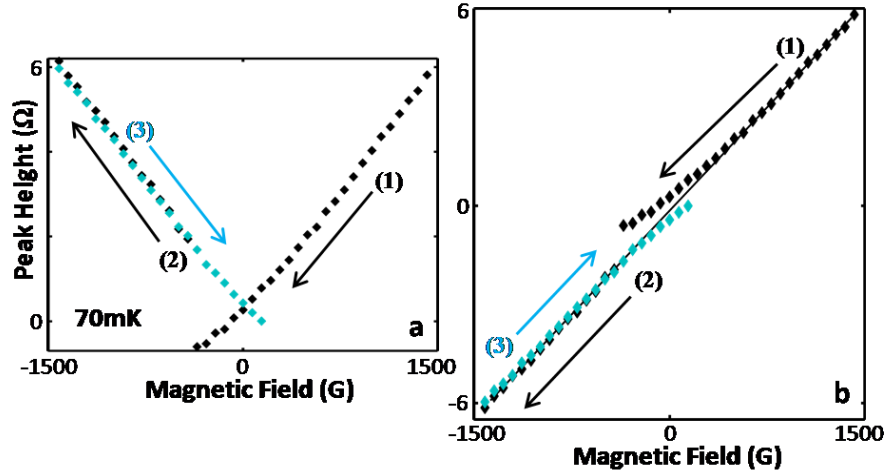 6
(3)
(1)
(2)
0
70mK
a
-1500
0
1500
Magnetic Field (G)
Peak Height (Ω)
6
(1)
0
(2)
(3)
-6
b
-1500
0
1500
Magnetic Field (G)